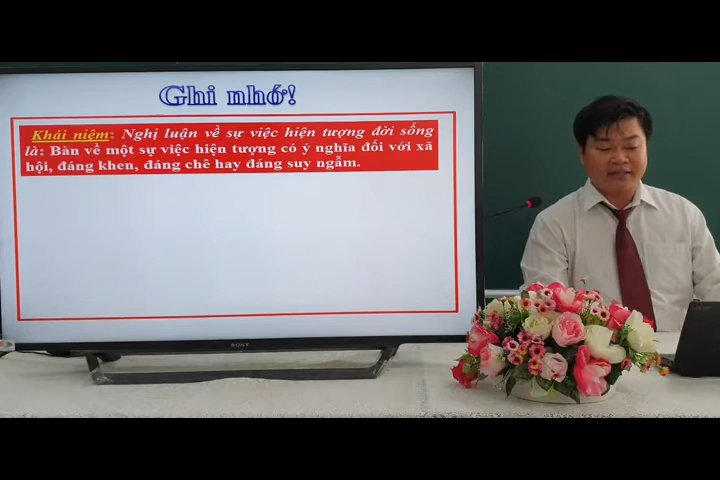 Ghi nhớ!
Khái niệm: Nghị luận về sự việc hiện tượng đời sống
là: Bàn về một sự việc hiện tượng có ý nghĩa đối với xã
hội, đáng khen, đáng chê hay đáng suy ngẫm.
SONY